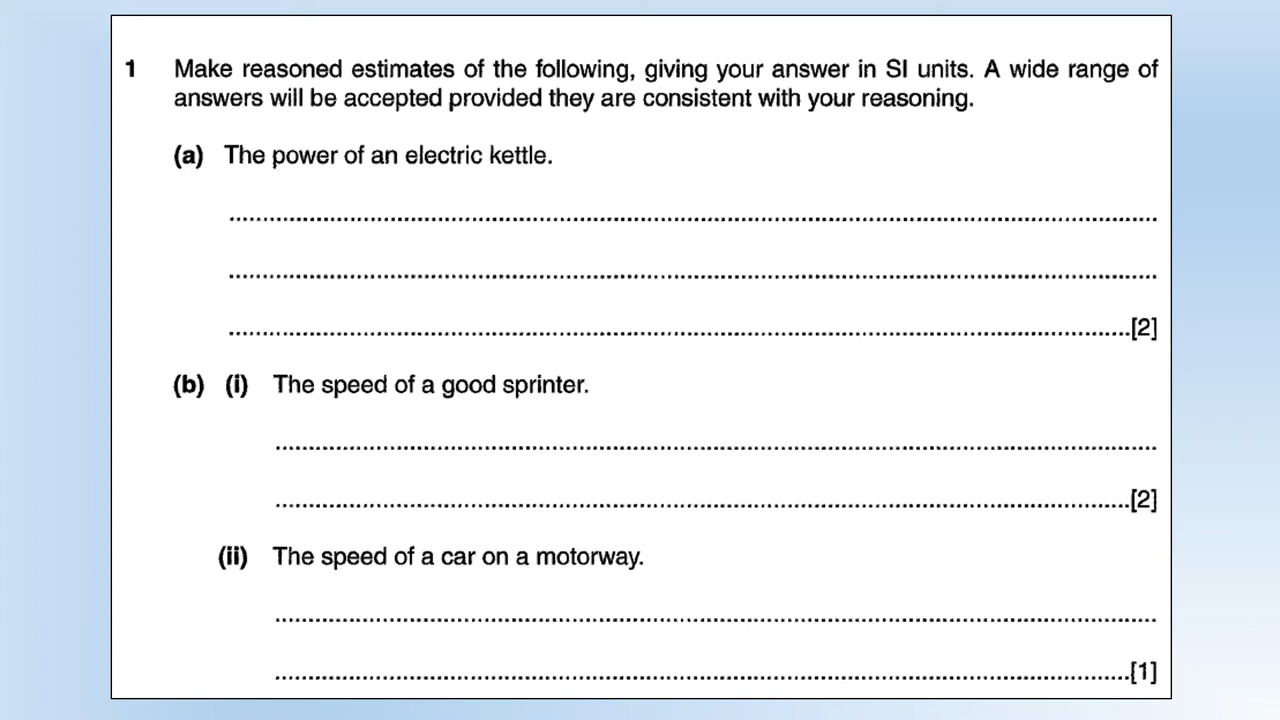 1 Make reasoned estimates of the following, giving your answer in SI units. A wide range of
answers will be accepted provided they are consistent with your reasoning.
(a) The power of an electric kettle.
[2]
(b) (i) The speed of a good sprinter.
[2]
(ii) The speed of a car on a motorway.
[1]